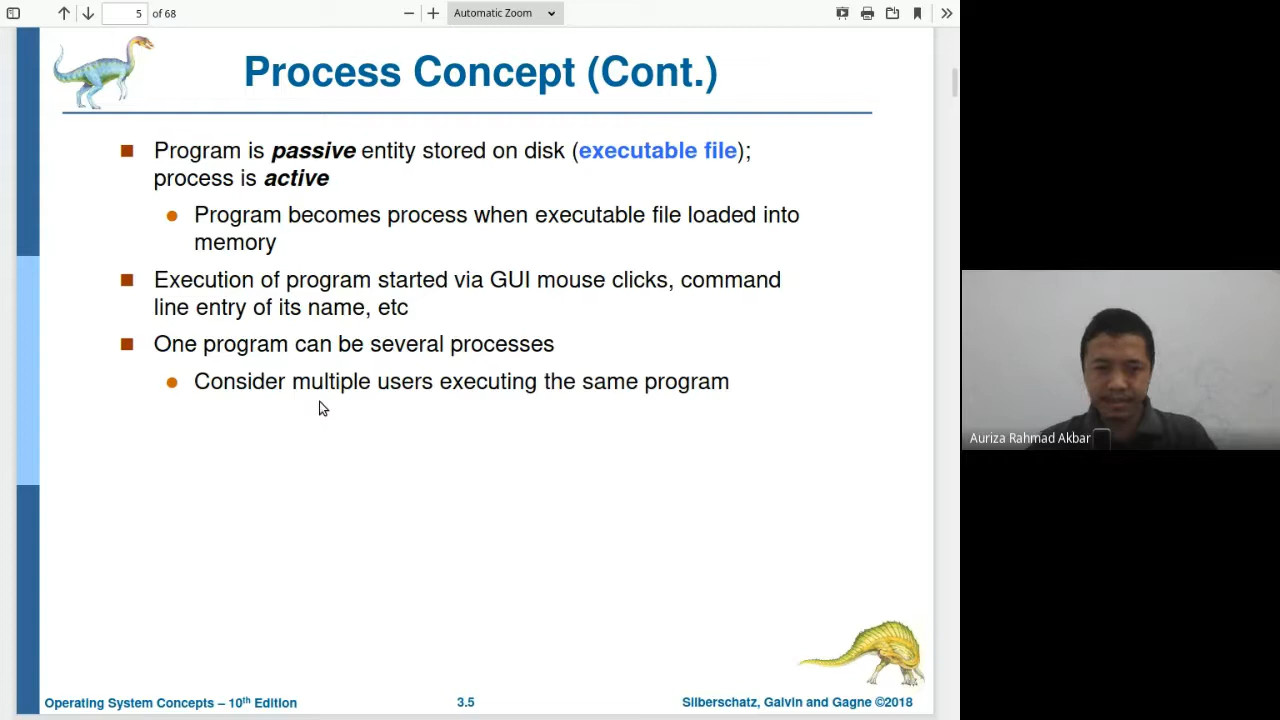 5 of 68
Automatic Zoom
Process Concept (Cont.)
Program is passive entity stored on disk (executable file);
process is active
Program becomes process when executable file loaded into
memory
Execution of program started via GUI mouse clicks, command
line entry of its name, etc
One program can be several processes
Consider multiple users executing the same program
Auriza Rahmad Akbar
Operating System Concepts – 10th Edition
3.5
Silberschatz, Galvin and Gagne ©2018